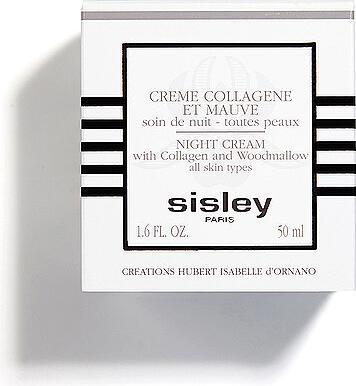 CREME COLLAGENE
ET MAUVE
soin de nuit - toutes peaux
NIGHT CREAM
with Collagen and Woodmallow
all skin types
sisley
PARIS
1.6 FL. OZ. 50 ml
CREATIONS HUBERT ISABELLE d'ORNANO